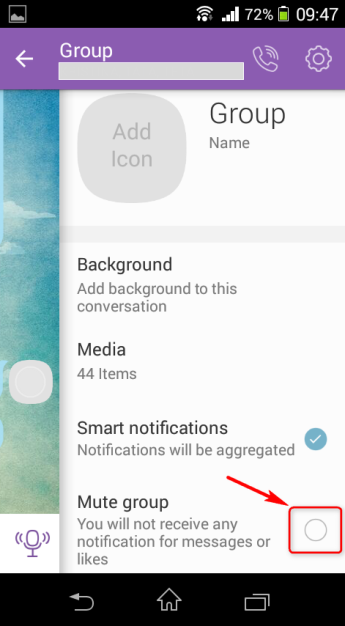 72% 09:47
Group
Add
Icon
Group
Name
Background
Add background to this
conversation
Media
44 Items
Smart notifications
Notifications will be aggregated
Mute group
You will not receive any
notification for messages or
likes